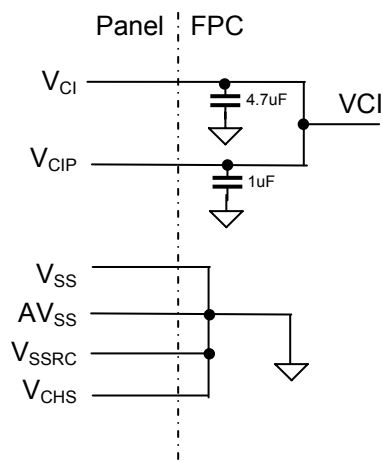 Panel FPC
VCI
4.7uF
VCI
VCIP
1uF
VSS
AVSS
VSSRC
VCHS